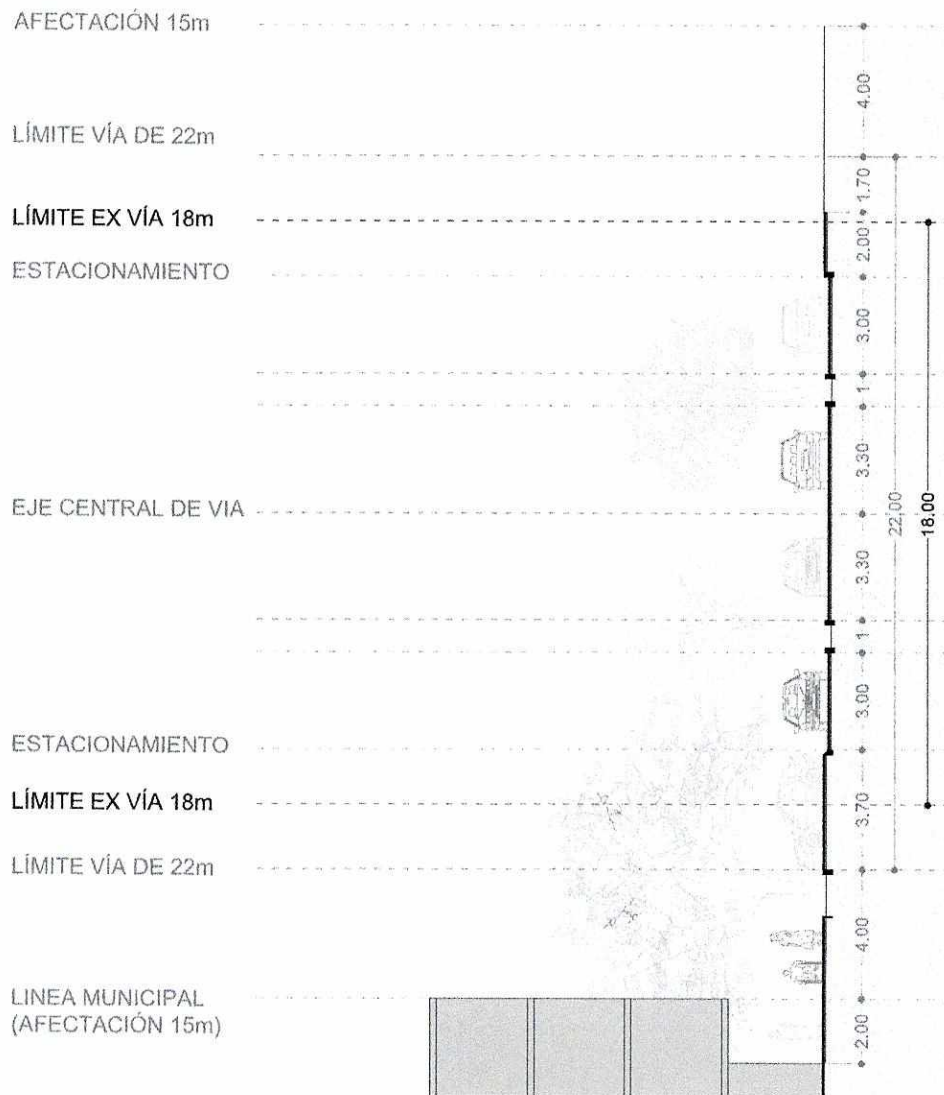 AFECTACIÓN 15m
4.00
LÍMITE VÍA DE 22m
1.70
LÍMITE EX VÍA 18m
2.00
ESTACIONAMIENTO
3.00
1
3.30
EJE CENTRAL DE VIA
22,00
18.00
3.30
1
3.00
ESTACIONAMIENTO
LÍMITE EX VÍA 18m
3.70
LÍMITE VÍA DE 22m
4.00
LINEA MUNICIPAL
(AFECTACIÓN 15m)
2.00